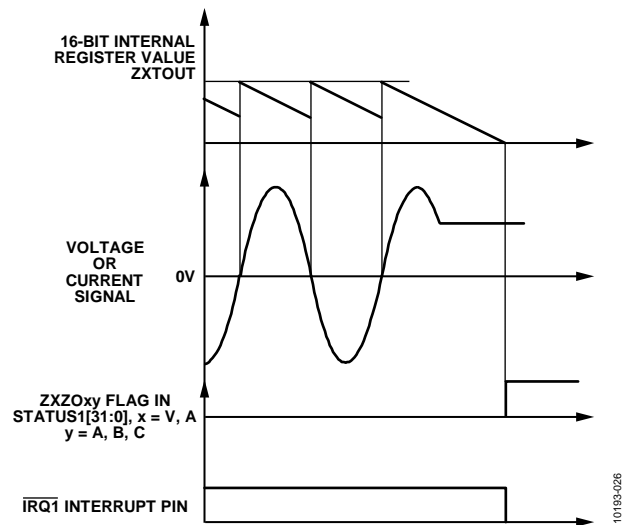 16-BIT INTERNAL
REGISTER VALUE
ZXTOUT
VOLTAGE
OR
CURRENT
SIGNAL
0V
ZXZOxy FLAG IN
STATUS1[31:0], x = V, A
y = A, B, C
IRQ1 INTERRUPT PIN
10193-026